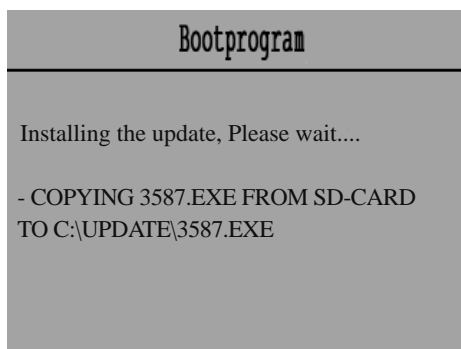 Bootprogram
Installing the update, Please wait....
- COPYING 3587.EXE FROM SD-CARD
TO C:\UPDATE\3587.EXE